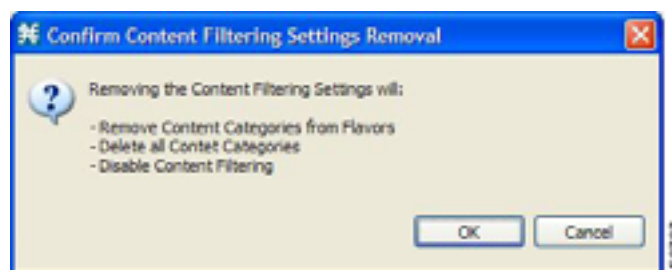 Confirm Content Filtering Settings Removal
Removing the Content Filtering Settings will:
- Remove Content Categories from Flavors
- Delete all Contet Categories
- Disable Content Filtering
OK Cancel